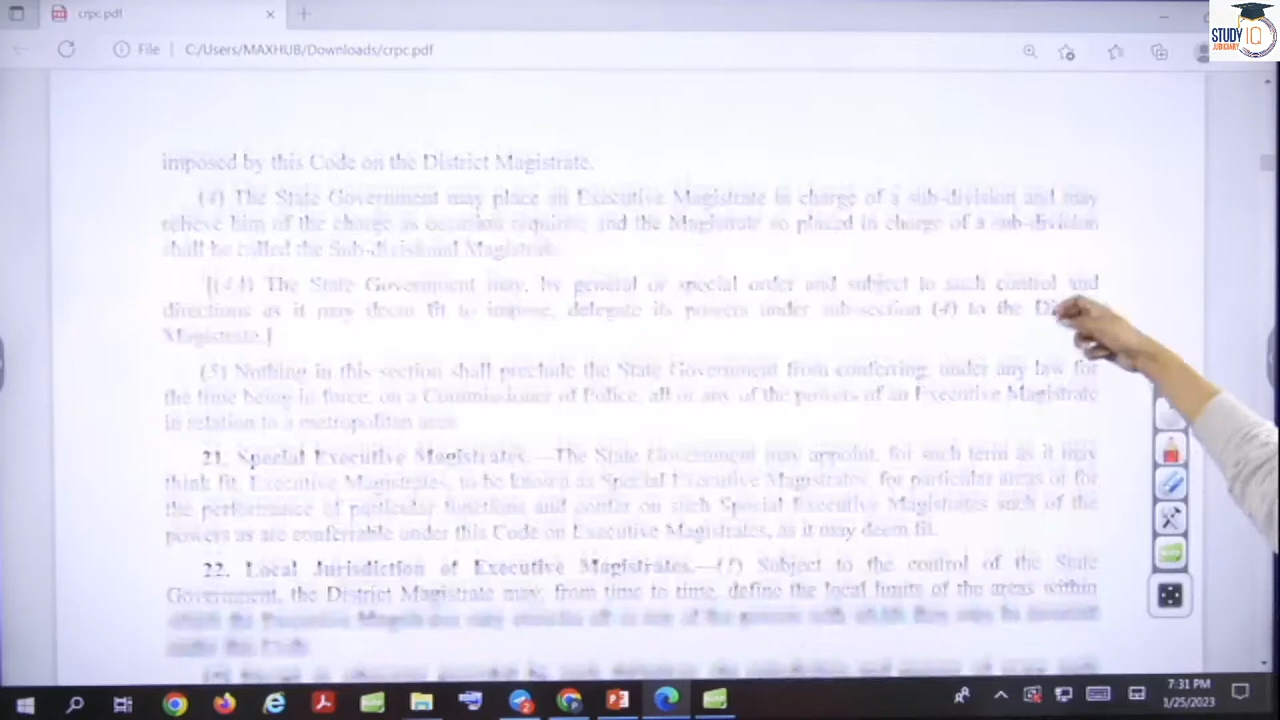 crpc.pdf
File
C:/Users/MAXHUB/Downloads/crpc.pdf
STUDY IQ
JUDICIARY
imposed by this Code on the District Magistrate.
(4) The State Government may place an Executive Magistrate in charge of a sub-division and may
relieve him of the charge as occasion requires; and the Magistrate so placed in charge of a sub-division
shall be called the Sub-divisional Magistrate.
The State Government may, by general or special order and subject to such control and
directions as it may deem fit to impose, delegate its powers under sub-section (4) to the
Magistrate.]
(5) Nothing in this section shall preclude the State Government from conferring, under any law for
the time being in force, on a Commissioner of Police, all or any of the powers of an Executive Magistrate
in relation to a metropolitan area.
21. Special Executive Magistrates.—The State Government may appoint, for such term as it may
think fit, Executive Magistrates, to be known as Special Executive Magistrates, for particular areas or for
the performance of particular functions and confer on such Special Executive Magistrates such of the
powers as are conferrable under this Code on Executive Magistrates, as it may deem fit.
22. Local Jurisdiction of Executive Magistrates.—(1) Subject to the control of the State
Government, the District Magistrate may, from time to time, define the local limits of the areas within
7:31 PM
1/25/2023